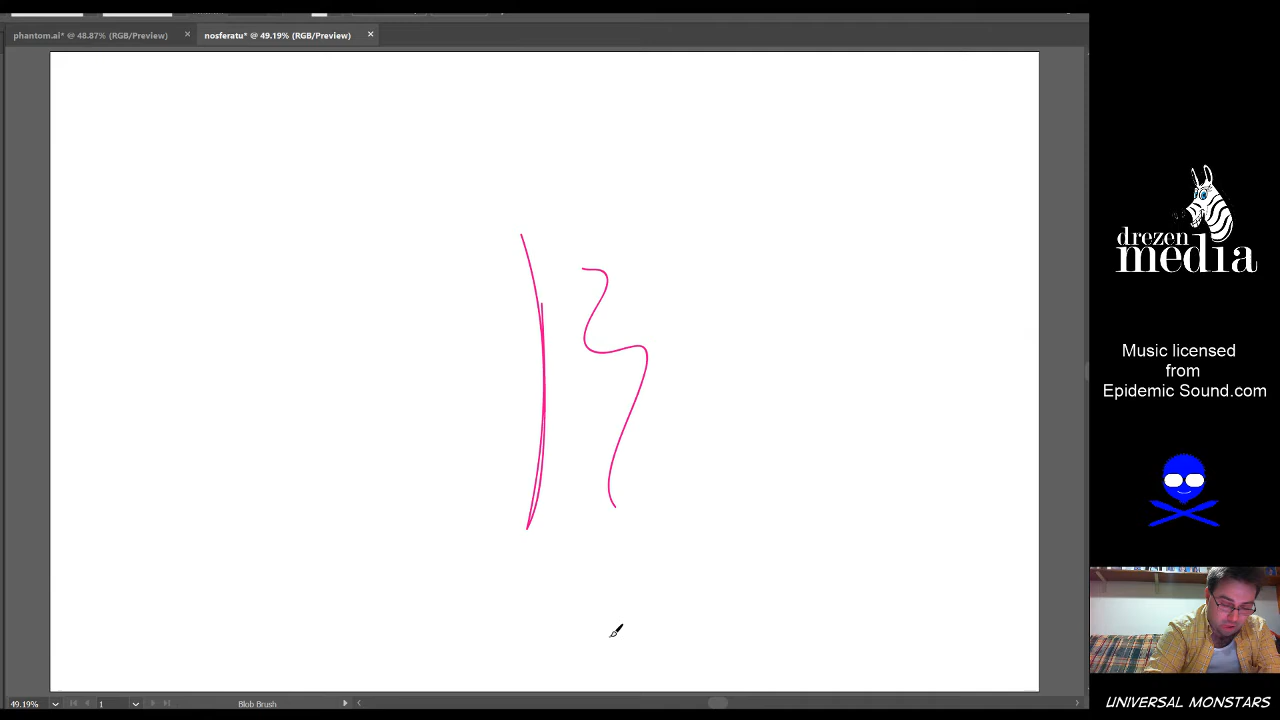 phantom.ai* @ 48.87% (RGB/Preview)
nosferatu* @ 49.19% (RGB/Preview)
drezen
media
Music licensed
from
Epidemic Sound.com
49.19%
1
Blob Brush
UNIVERSAL MONSTARS